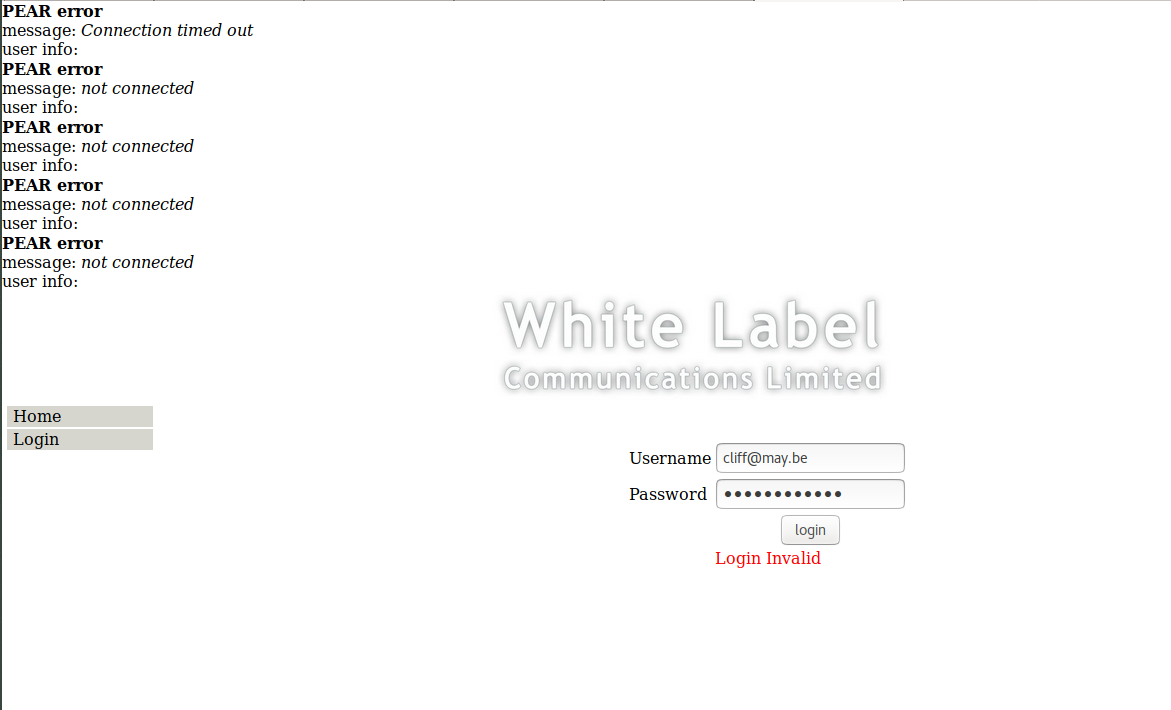 PEAR error
message: Connection timed out
user info:
PEAR error
message: not connected
user info:
PEAR error
message: not connected
user info:
PEAR error
message: not connected
user info:
PEAR error
message: not connected
user info:
White Label
Communications Limited
Home
Login
Username cliff@may.be
Password ●●●●●●●●●●●●
login
Login Invalid